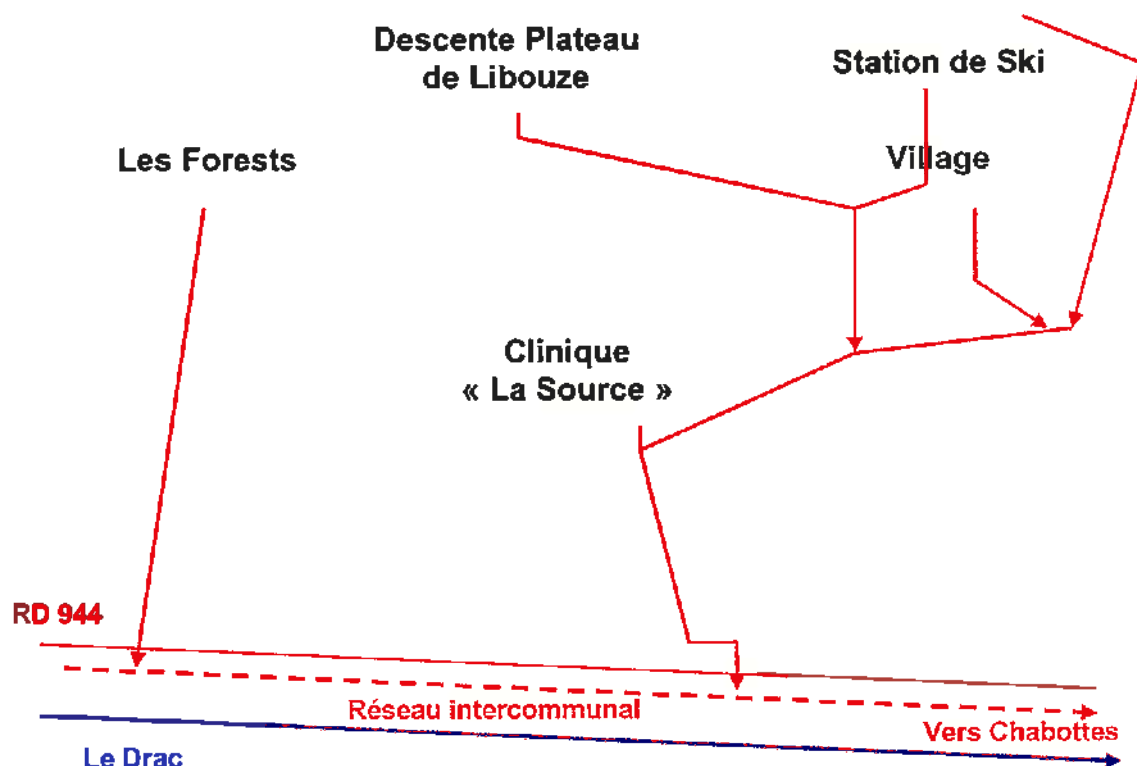 Descente Plateau
de Libouze
Station de Ski
Les Forests
Village
Clinique
« La Source »
RD 944
Réseau intercommunal
Vers Chabottes
Le Drac